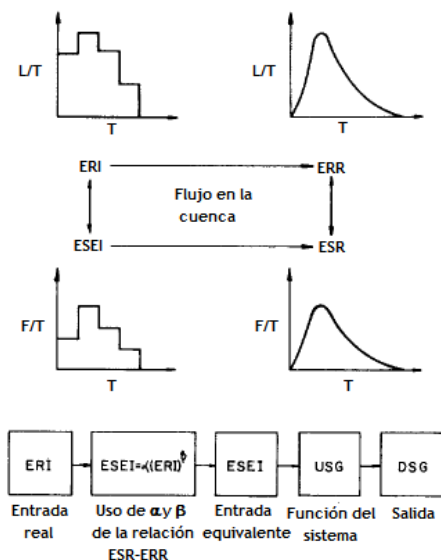 L/T
T
L/T
T
ERI
ERR
Flujo en la
cuenca
ESEI
ESR
F/T
T
F/T
T
ERI
ESEI=α((ERI)^β
ESEI
USG
DSG
Entrada
real
Uso de α y β
de la relación
ESR-ERR
Entrada
equivalente
Función del
sistema
Salida